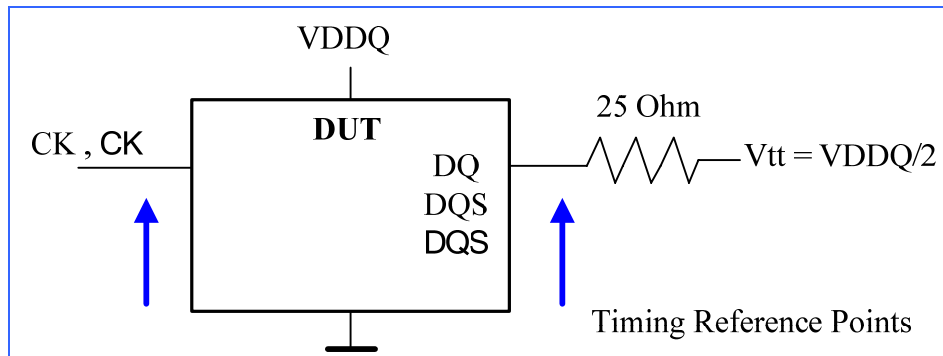 VDDQ
DUT
25 Ohm
CK , CK
DQ
Vtt = VDDQ/2
DQS
DQS
Timing Reference Points